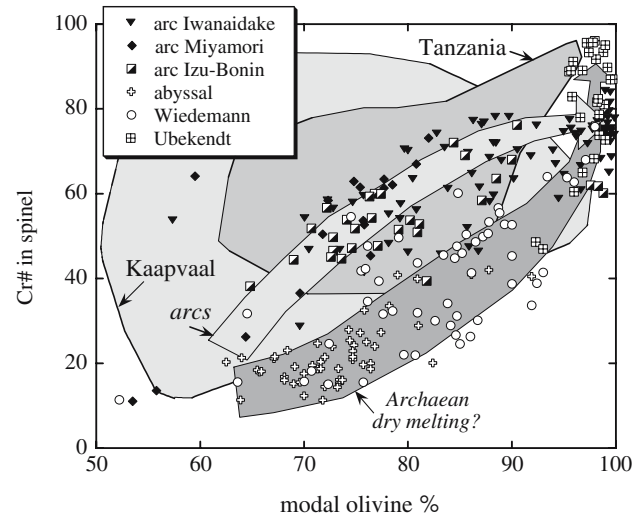 100
80
60
40
20
0
Cr# in spinel
arc Iwanaidake
arc Miyamori
arc Izu-Bonin
abyssal
Wiedemann
Ubekendt
Tanzania
Kaapvaal
arcs
Archaean
dry melting?
50
60
70
80
90
100
modal olivine %